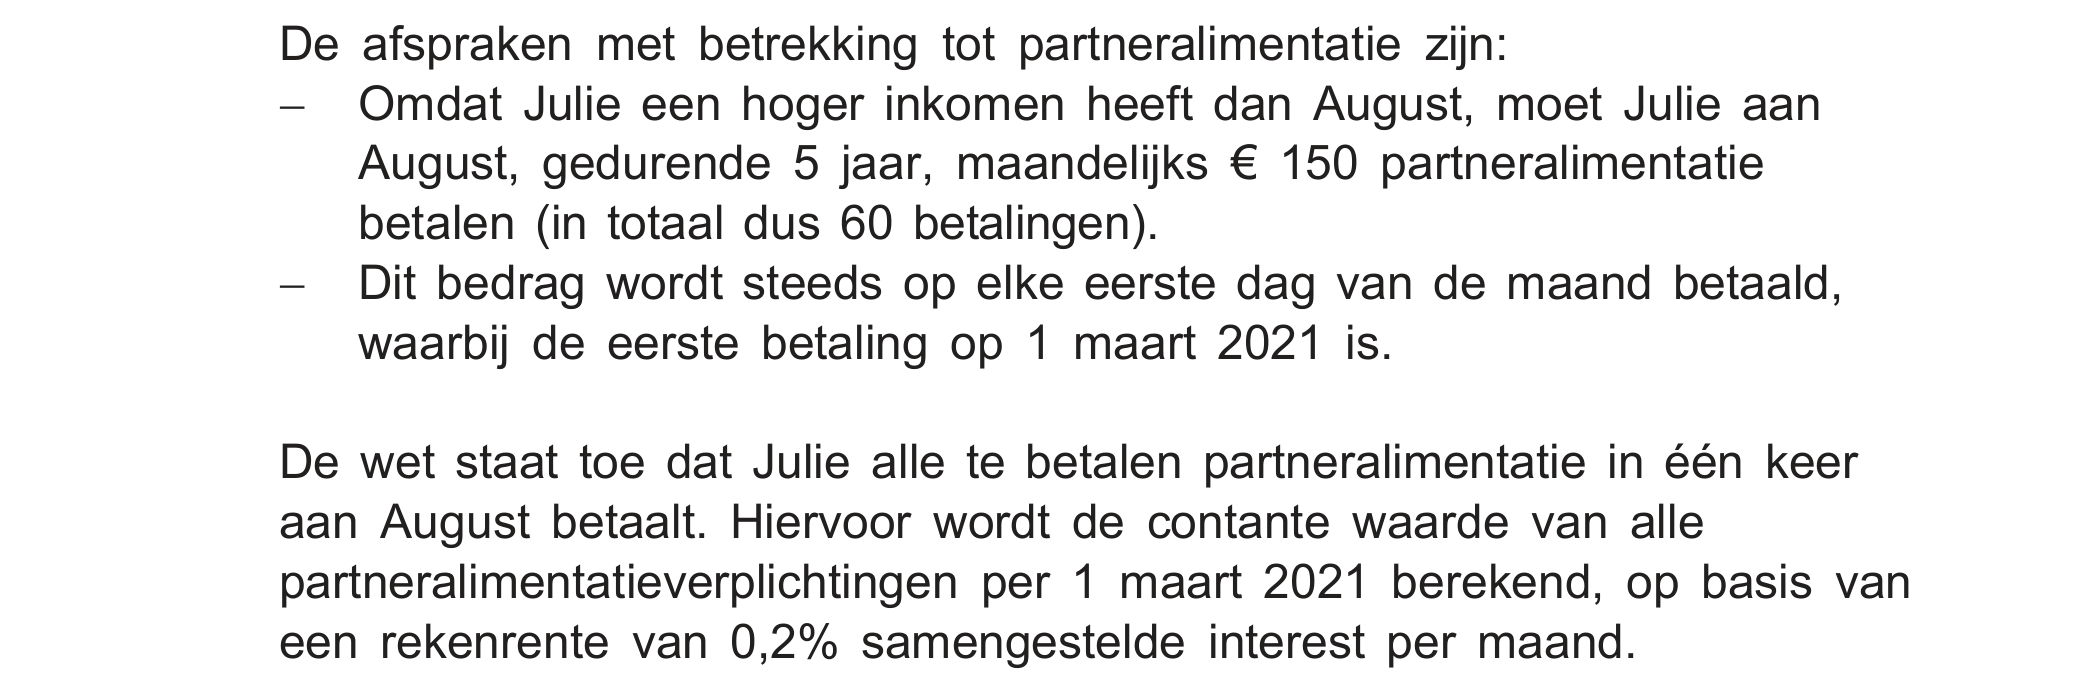 De afspraken met betrekking tot partneralimentatie zijn:
– Omdat Julie een hoger inkomen heeft dan August, moet Julie aan
August, gedurende 5 jaar, maandelijks € 150 partneralimentatie
betalen (in totaal dus 60 betalingen).
– Dit bedrag wordt steeds op elke eerste dag van de maand betaald,
waarbij de eerste betaling op 1 maart 2021 is.
De wet staat toe dat Julie alle te betalen partneralimentatie in één keer
aan August betaalt. Hiervoor wordt de contante waarde van alle
partneralimentatieverplichtingen per 1 maart 2021 berekend, op basis van
een rekenrente van 0,2% samengestelde interest per maand.